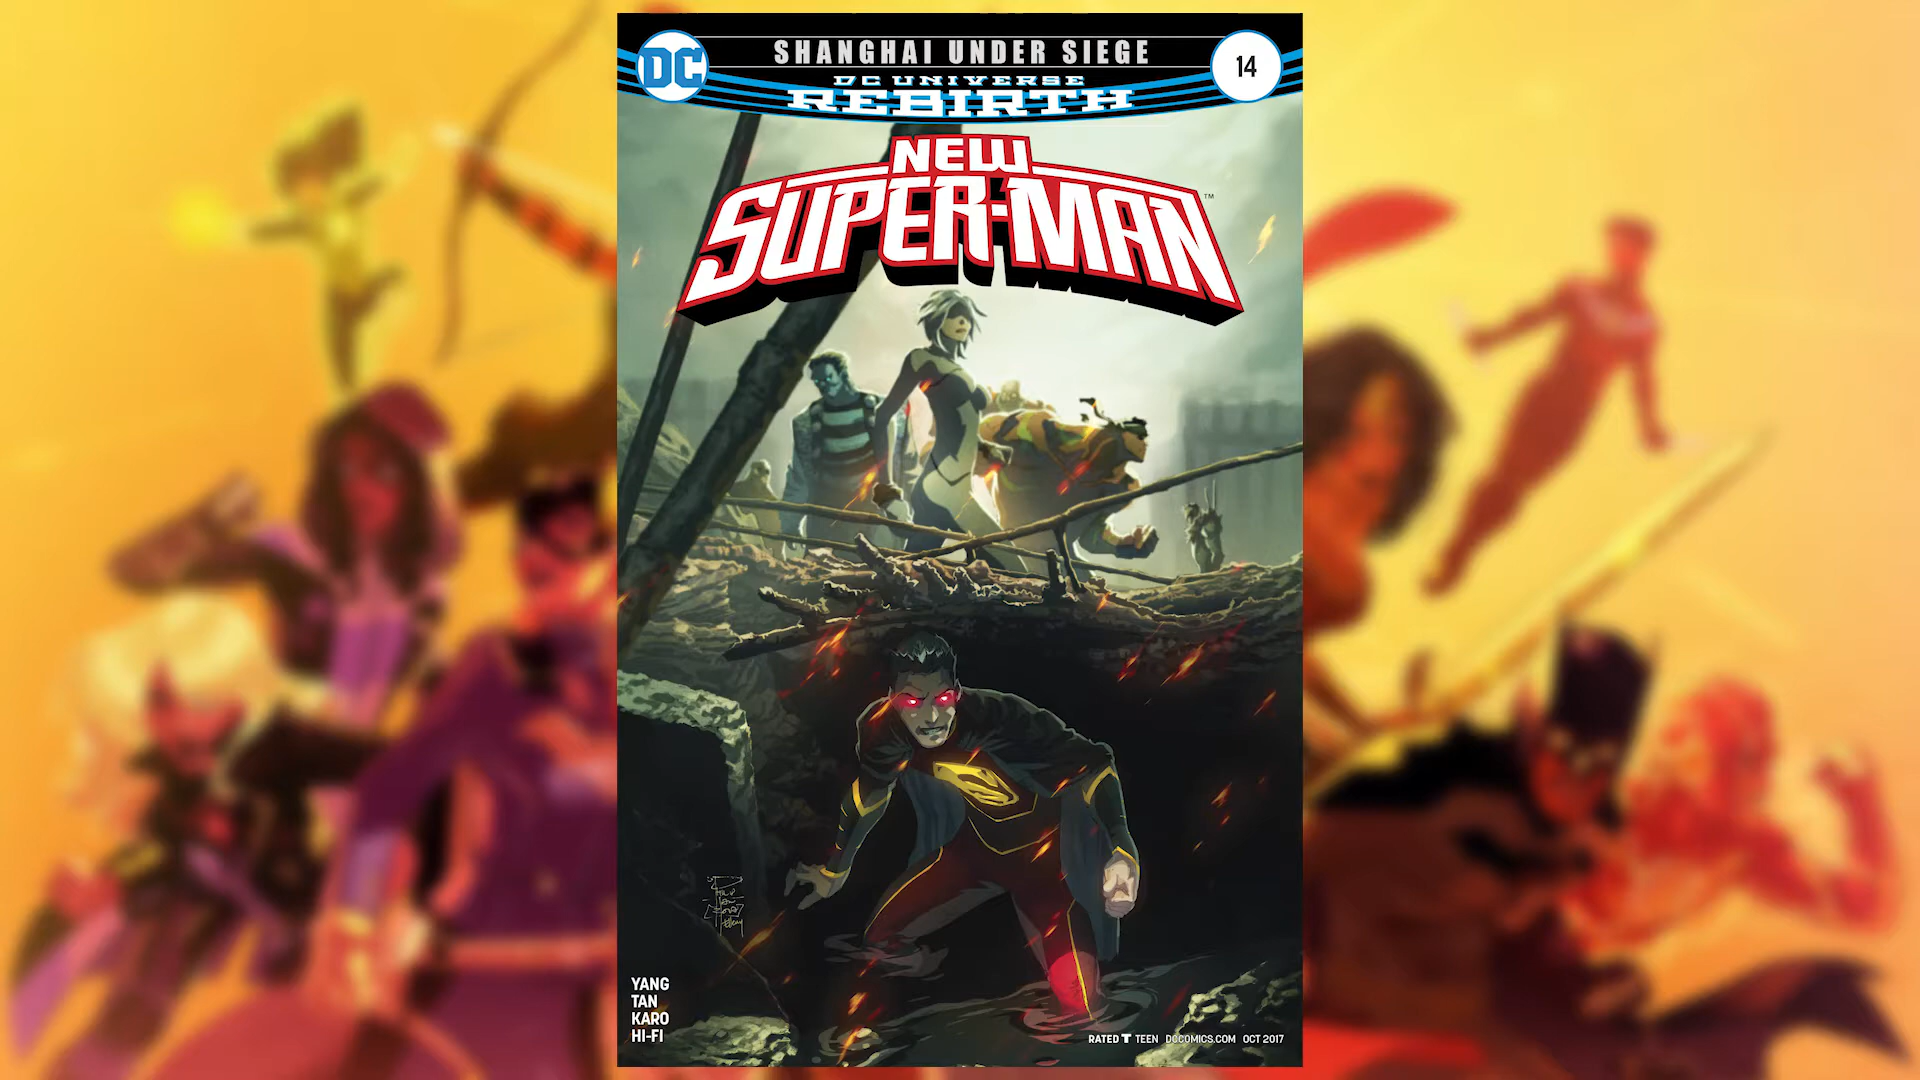 SHANGHAI UNDER SIEGE
DC
DC UNIVERSE
REBIRTH
14
NEW
SUPER-MAN™
YANG
TAN
KARO
HI-FI
RATED T TEEN DCCOMICS.COM OCT 2017